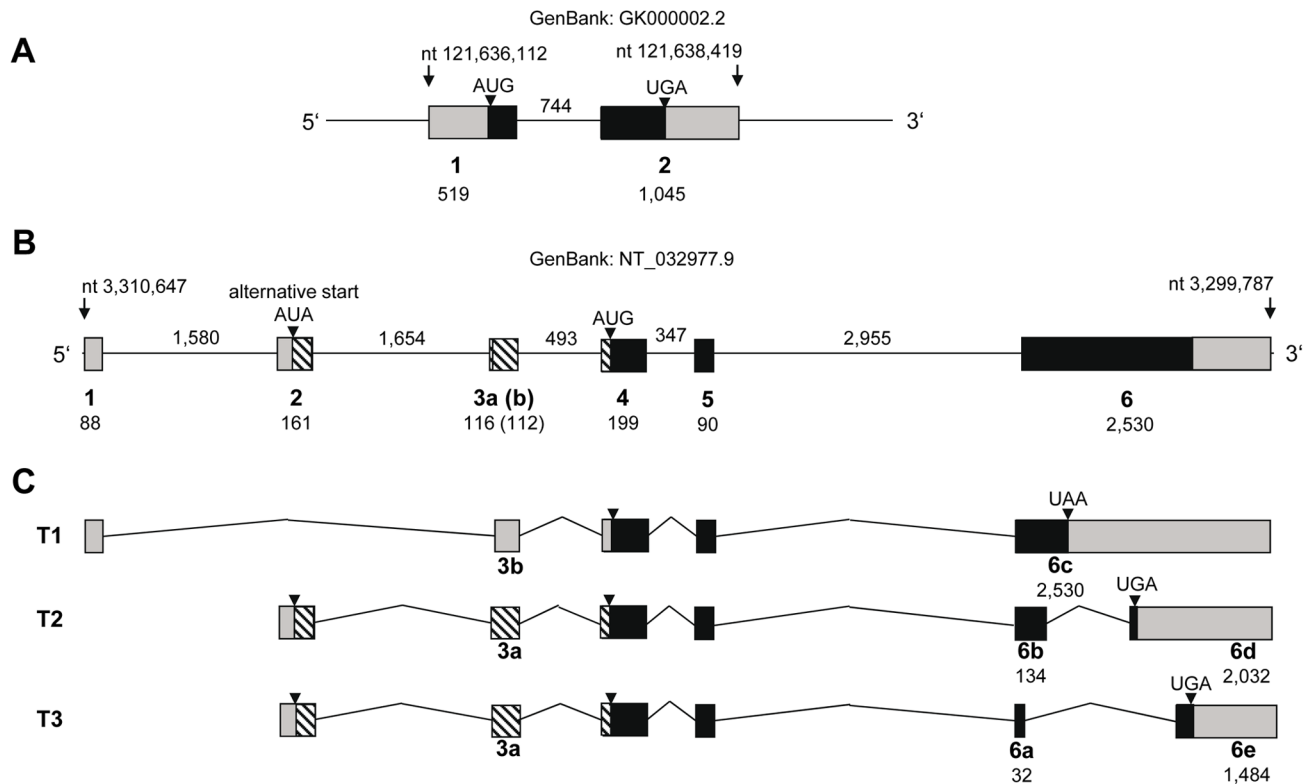 GenBank: GK000002.2
A
nt 121,636,112
nt 121,638,419
AUG
UGA
744
5‘
3‘
1
2
519
1,045
B
GenBank: NT_032977.9
nt 3,310,647
nt 3,299,787
alternative start
AUA
AUG
1,580
1,654
493
347
2,955
5‘
3‘
1
2
3a (b)
4
5
6
88
161
116 (112)
199
90
2,530
C
UAA
T1
3b
6c
2,530
UGA
T2
3a
6b
6d
134
2,032
UGA
T3
3a
6a
6e
32
1,484